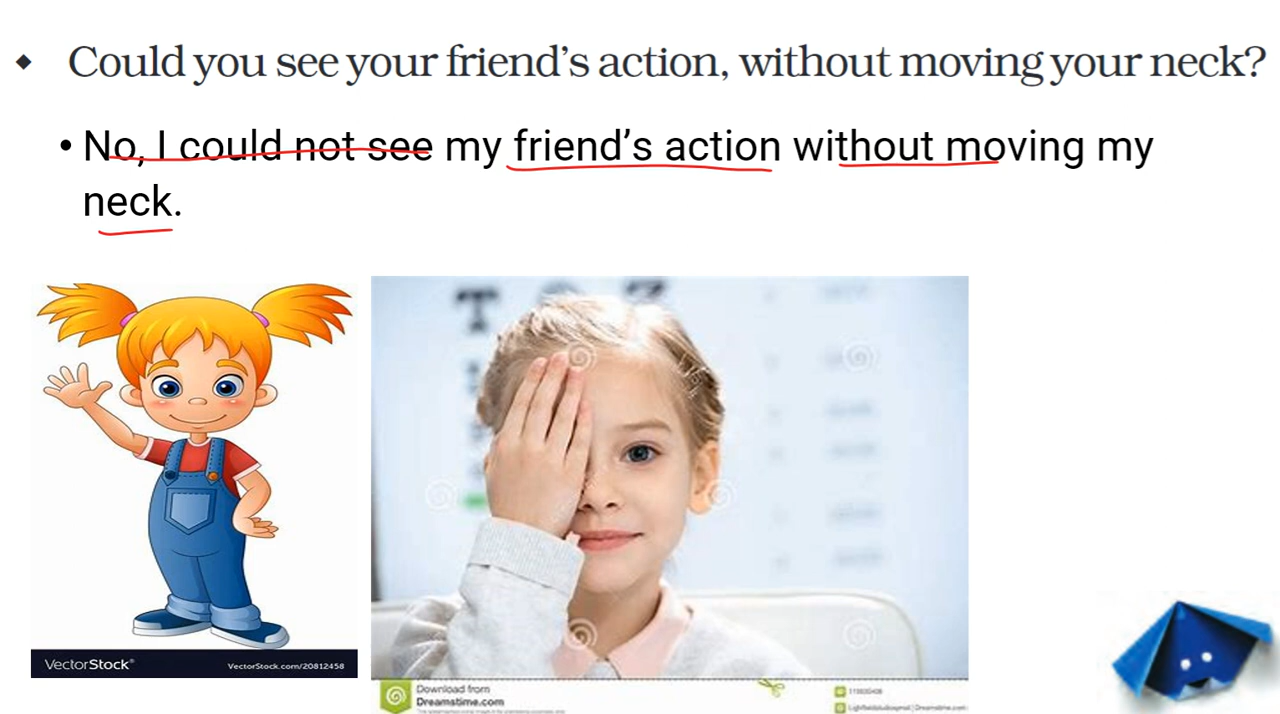 ◆ Could you see your friend's action, without moving your neck?
• No, I could not see my friend's action without moving my
neck.
T O Z
VectorStock® VectorStock.com/20812458
Download from
Dreamstime.com